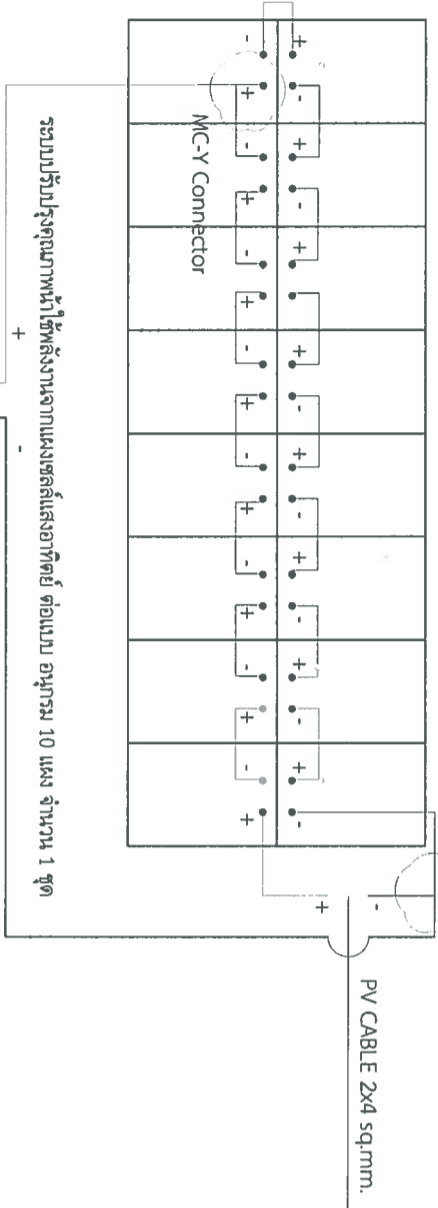 MC-Y Connector
PV CABLE 2x4 sq.mm.
ระบบปรับปรุงคุณภาพน้ำใช้พลังงานจากแผงเซลล์แสงอาทิตย์ ต่อแบบ อนุกรม 10 แผง จำนวน 1 ชุด
- + - + - + - + - + - + - + - +
+ - + - + - + - + - + - + -
+ -
+ -